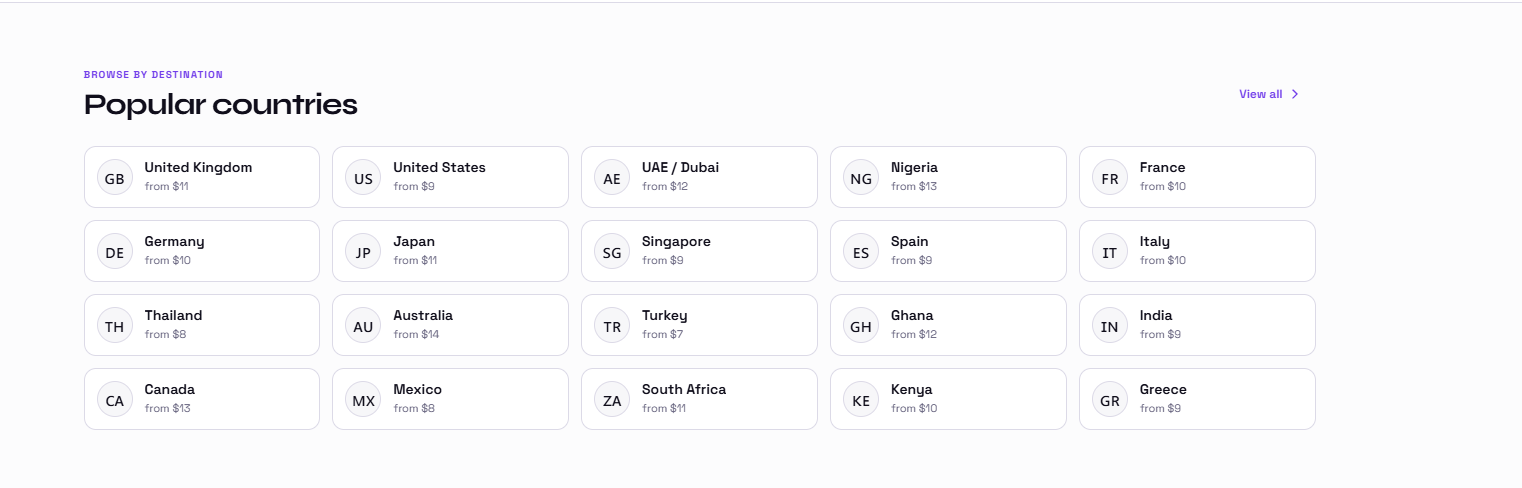 BROWSE BY DESTINATION
Popular countries
View all
GB
United Kingdom
from $11
US
United States
from $9
AE
UAE / Dubai
from $12
NG
Nigeria
from $13
FR
France
from $10
DE
Germany
from $10
JP
Japan
from $11
SG
Singapore
from $9
ES
Spain
from $9
IT
Italy
from $10
TH
Thailand
from $8
AU
Australia
from $14
TR
Turkey
from $7
GH
Ghana
from $12
IN
India
from $9
CA
Canada
from $13
MX
Mexico
from $8
ZA
South Africa
from $11
KE
Kenya
from $10
GR
Greece
from $9